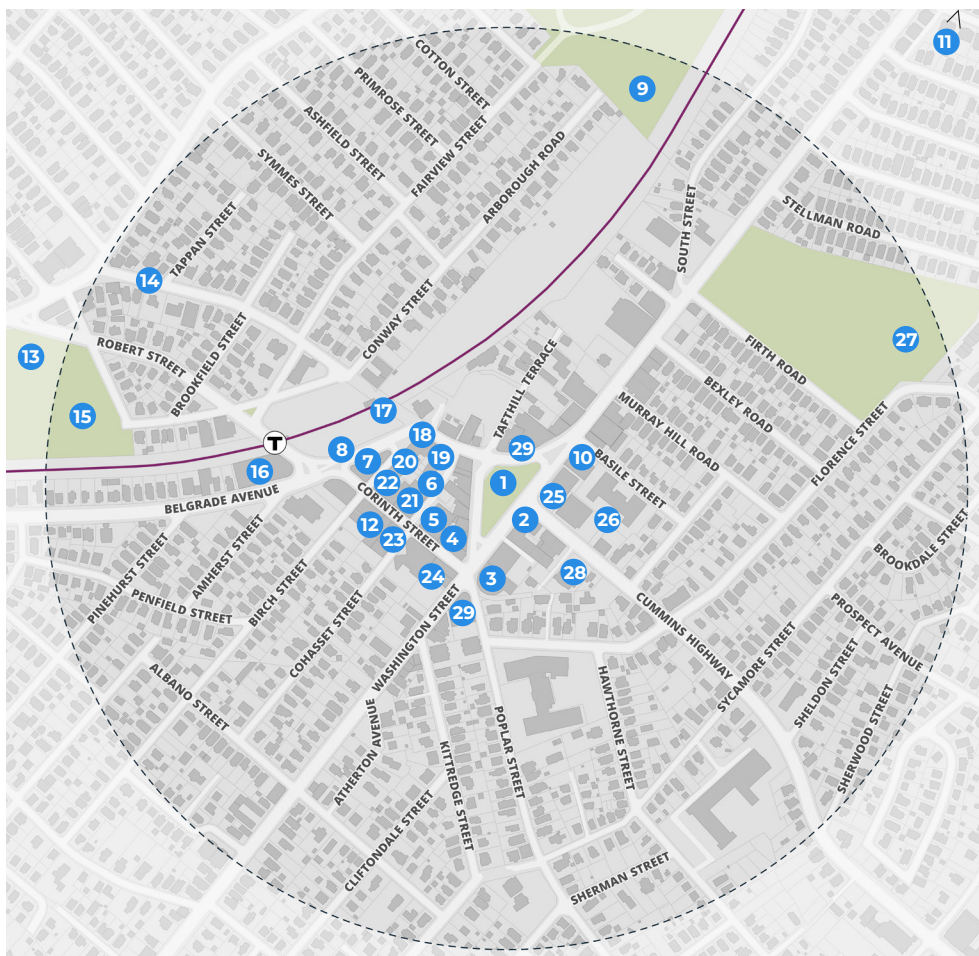 11
COTTON STREET
PRIMROSE STREET
9
ASHFIELD STREET
FAIRVIEW STREET
ARBOROUGH ROAD
SYMMES STREET
STELLMAN ROAD
SOUTH STREET
TAPPAN STREET
14
CONWAY STREET
27
ROBERT STREET
13
BROOKFIELD STREET
FIRTH ROAD
TAFTHILL TERRACE
BEXLEY ROAD
15
17
MURRAY HILL ROAD
18
FLORENCE STREET
T
8
29
7
20
19
10
BASILE STREET
16
22
6
1
BELGRADE AVENUE
CORINTH STREET
21
25
5
2
26
12
23
4
BROOKDALE STREET
PINEHURST STREET
AMHERST STREET
24
3
28
BIRCH STREET
PENFIELD STREET
29
COHASSET STREET
WASHINGTON STREET
CUMMINS HIGHWAY
PROSPECT AVENUE
SYCAMORE STREET
SHELDON STREET
ALBANO STREET
HAWTHORNE STREET
SHERWOOD STREET
ATHERTON AVENUE
POPLAR STREET
KITTREDGE STREET
CLIFTONDALE STREET
SHERMAN STREET